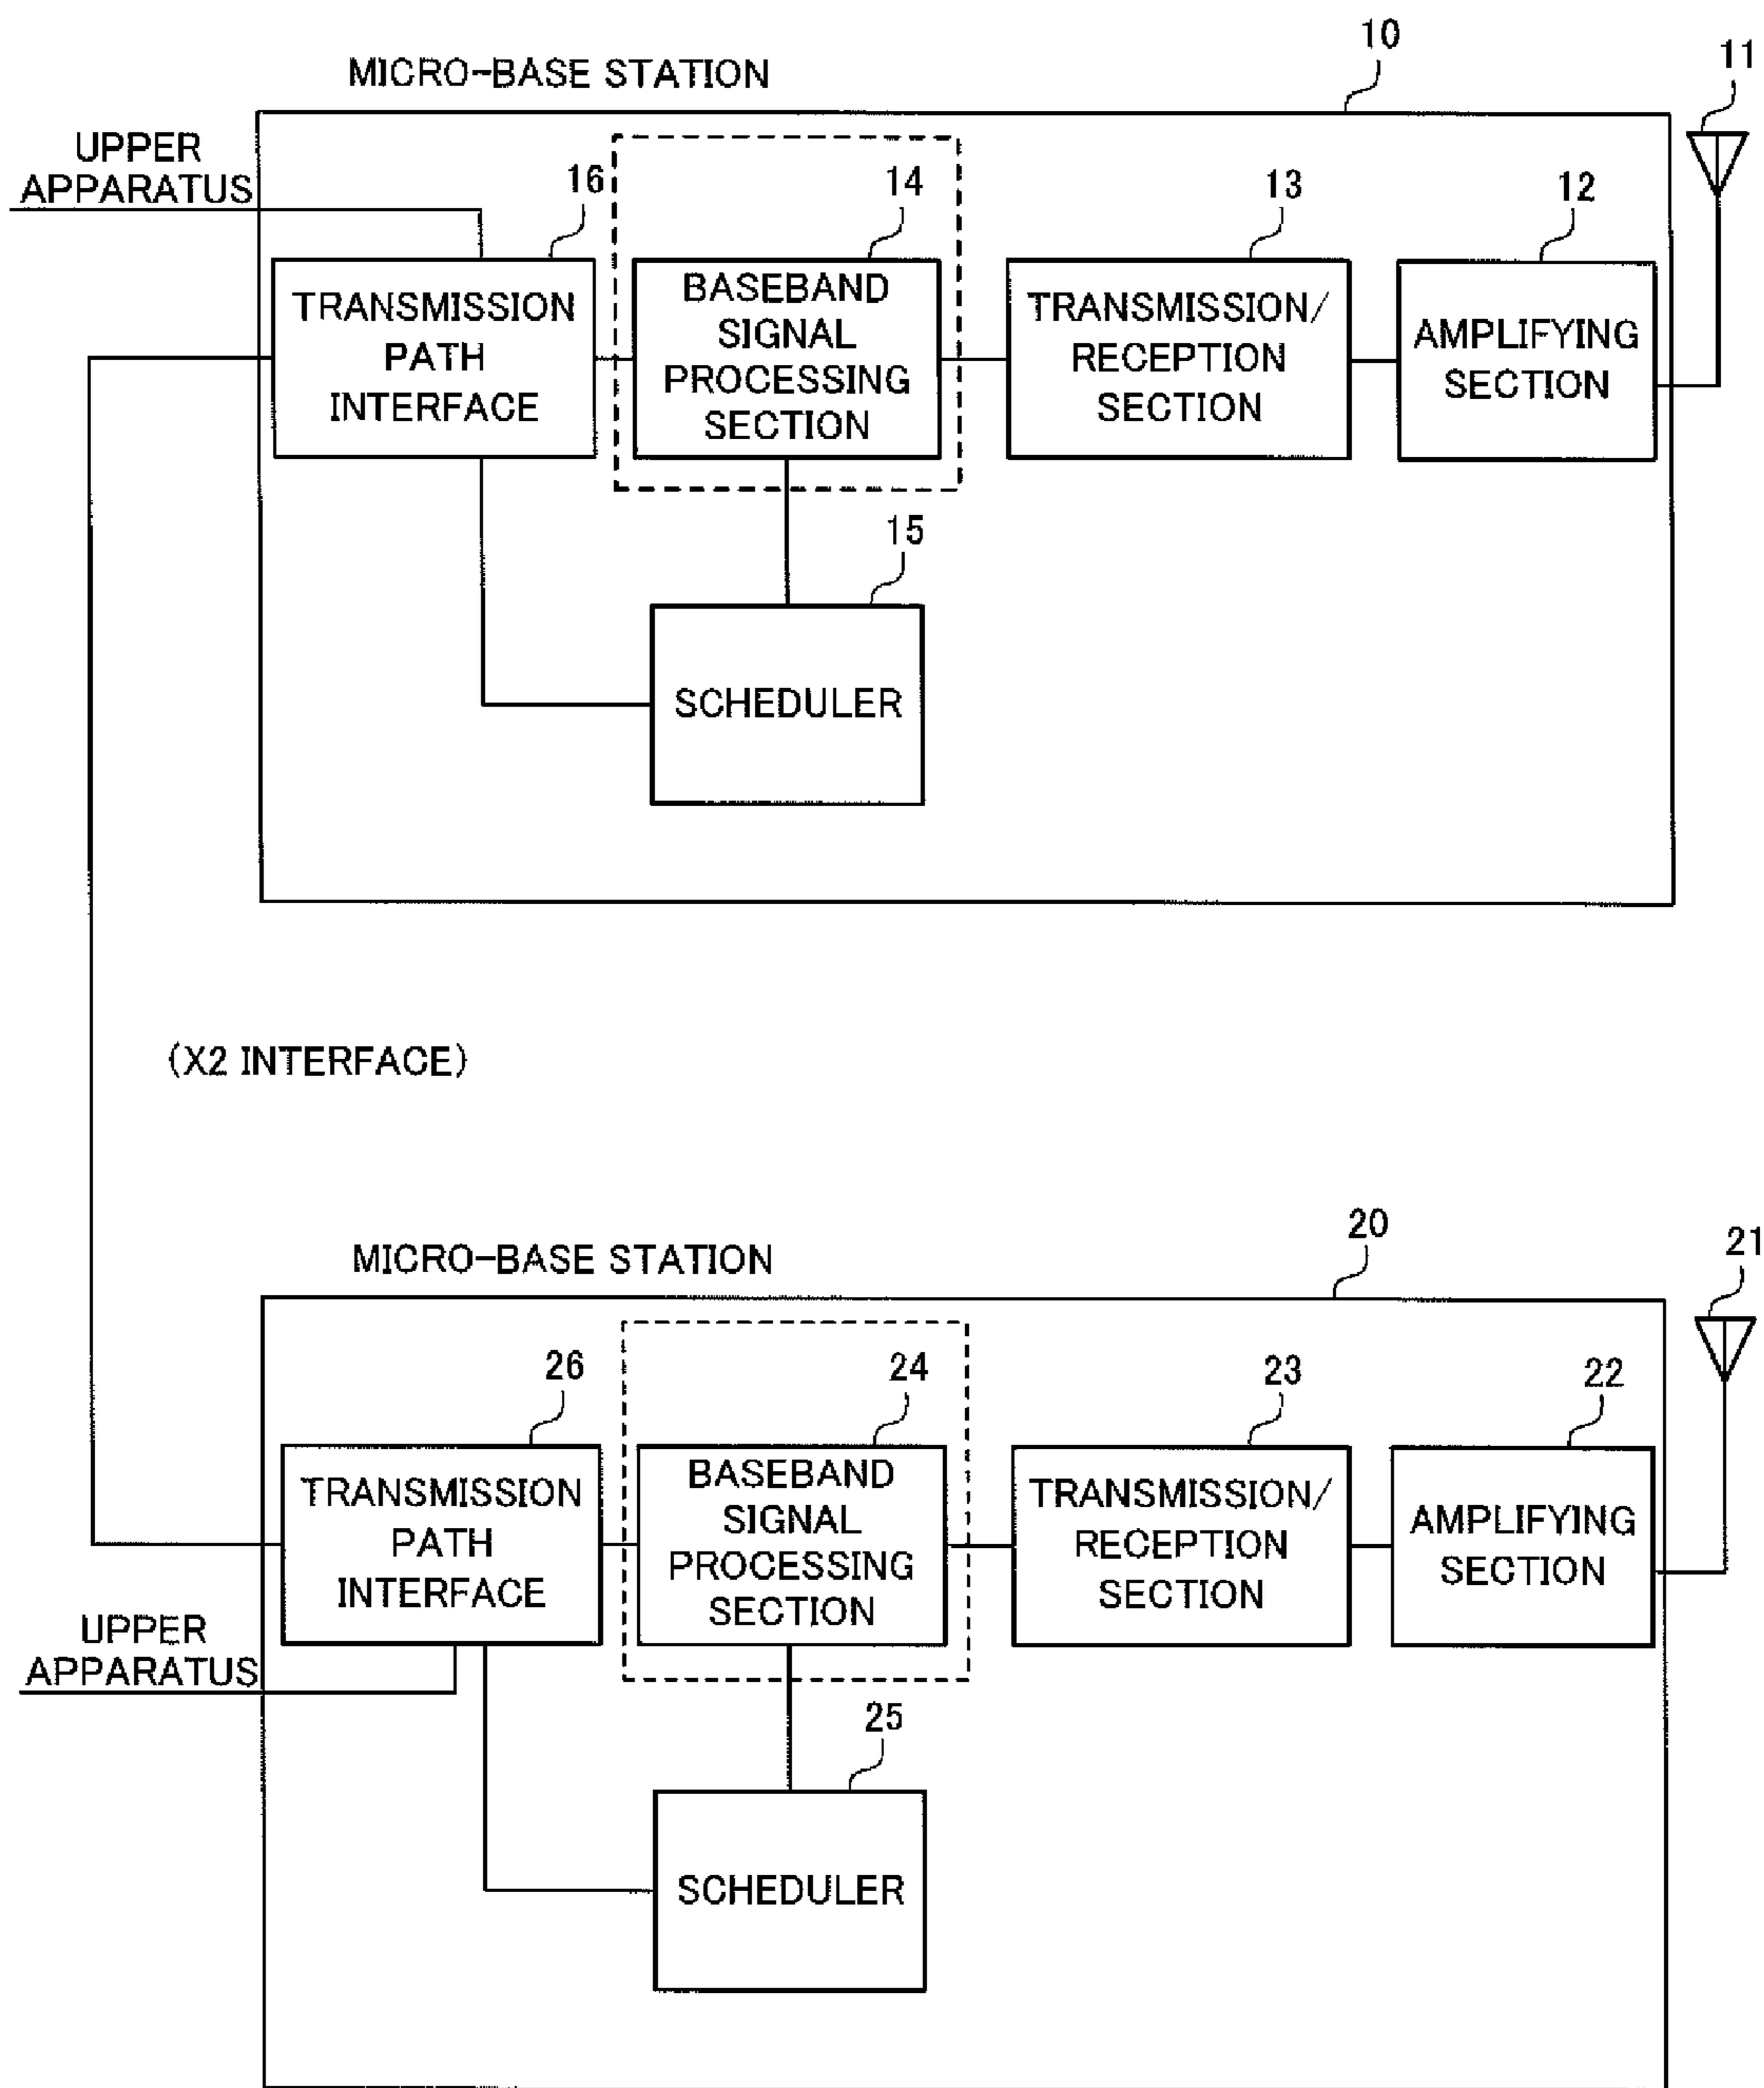 10
11
MICRO-BASE STATION
UPPER
APPARATUS
16
14
13
12
TRANSMISSION
PATH
INTERFACE
BASEBAND
SIGNAL
PROCESSING
SECTION
TRANSMISSION/
RECEPTION
SECTION
AMPLIFYING
SECTION
15
SCHEDULER
(X2 INTERFACE)
20
21
MICRO-BASE STATION
26
24
23
22
TRANSMISSION
PATH
INTERFACE
BASEBAND
SIGNAL
PROCESSING
SECTION
TRANSMISSION/
RECEPTION
SECTION
AMPLIFYING
SECTION
UPPER
APPARATUS
25
SCHEDULER